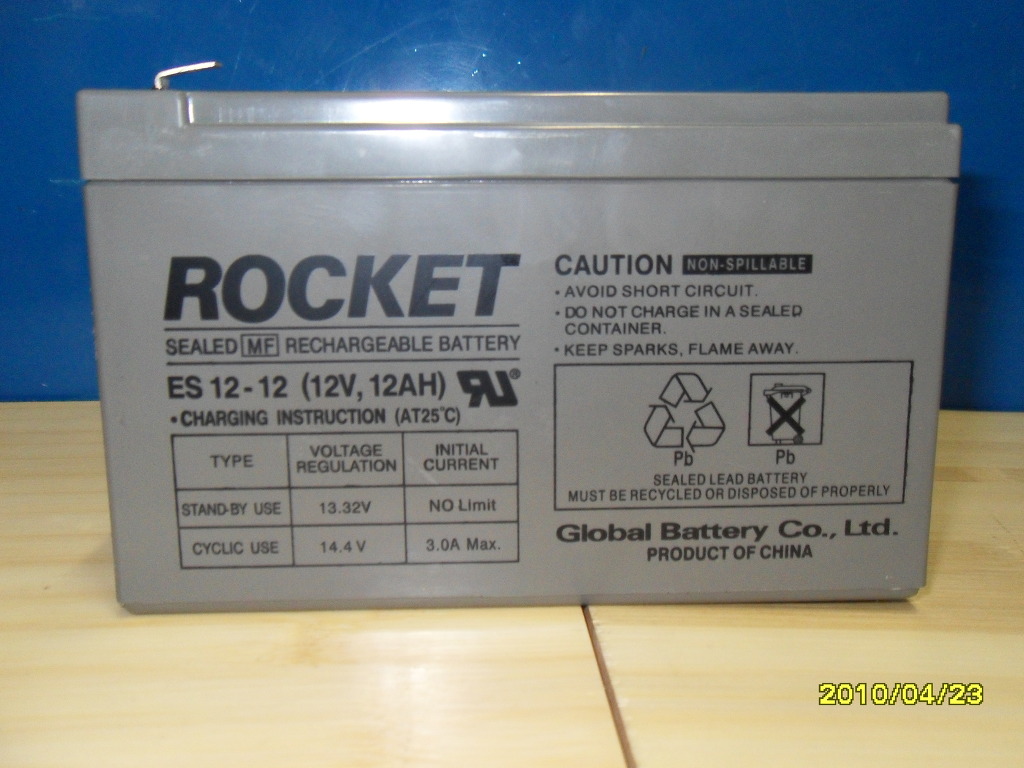 ROCKET
SEALED MF RECHARGEABLE BATTERY
ES 12-12 (12V, 12AH) RU®
•CHARGING INSTRUCTION (AT25°C)
TYPE VOLTAGE REGULATION INITIAL CURRENT
STAND-BY USE 13.32V NO Limit
CYCLIC USE 14.4V 3.0A Max.
CAUTION NON-SPILLABLE
• AVOID SHORT CIRCUIT.
• DO NOT CHARGE IN A SEALED
CONTAINER.
• KEEP SPARKS, FLAME AWAY.
Pb Pb
SEALED LEAD BATTERY
MUST BE RECYCLED OR DISPOSED OF PROPERLY
Global Battery Co., Ltd.
PRODUCT OF CHINA
2010/04/23